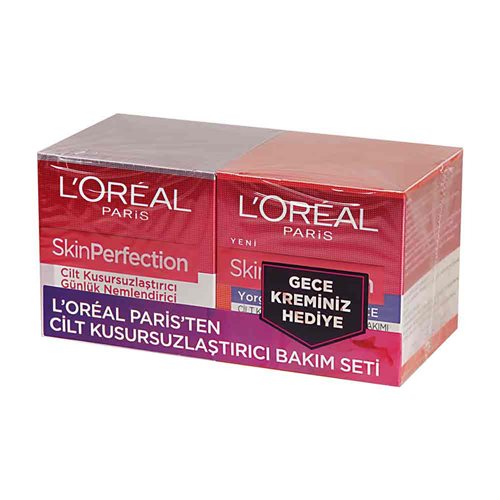 L'ORÉAL
PARIS
SkinPerfection
Cilt Kusursuzlaştırıcı
Günlük Nemlendirici
L'ORÉAL
PARIS
YENİ
GECE
KREMİNİZ
HEDİYE
L'ORÉAL PARIS'TEN
CİLT KUSURSUZLAŞTIRICI BAKIM SETİ